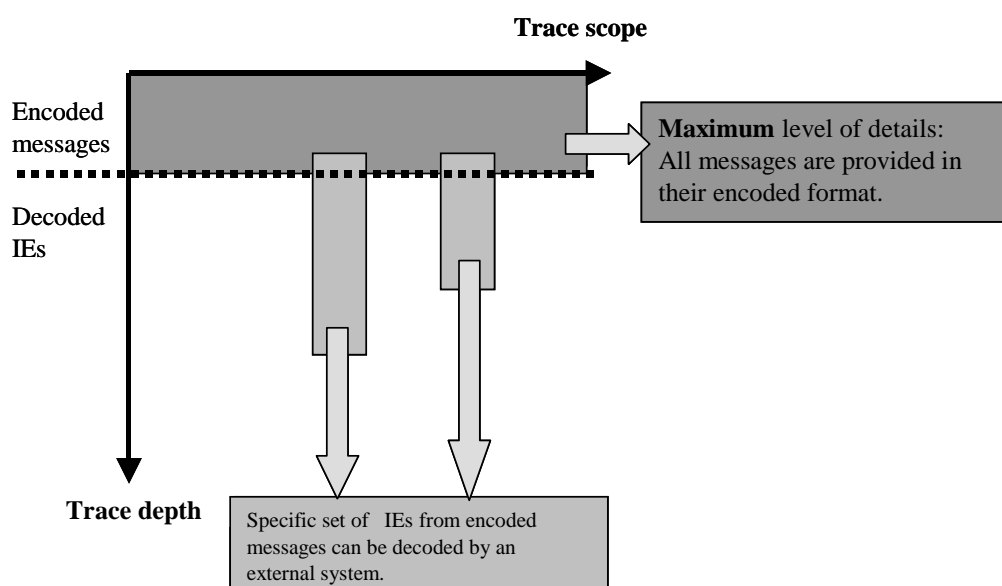 Trace scope
Encoded
messages
Maximum level of details:
All messages are provided in
their encoded format.
Decoded
IEs
Trace depth
Specific set of IEs from encoded
messages can be decoded by an
external system.